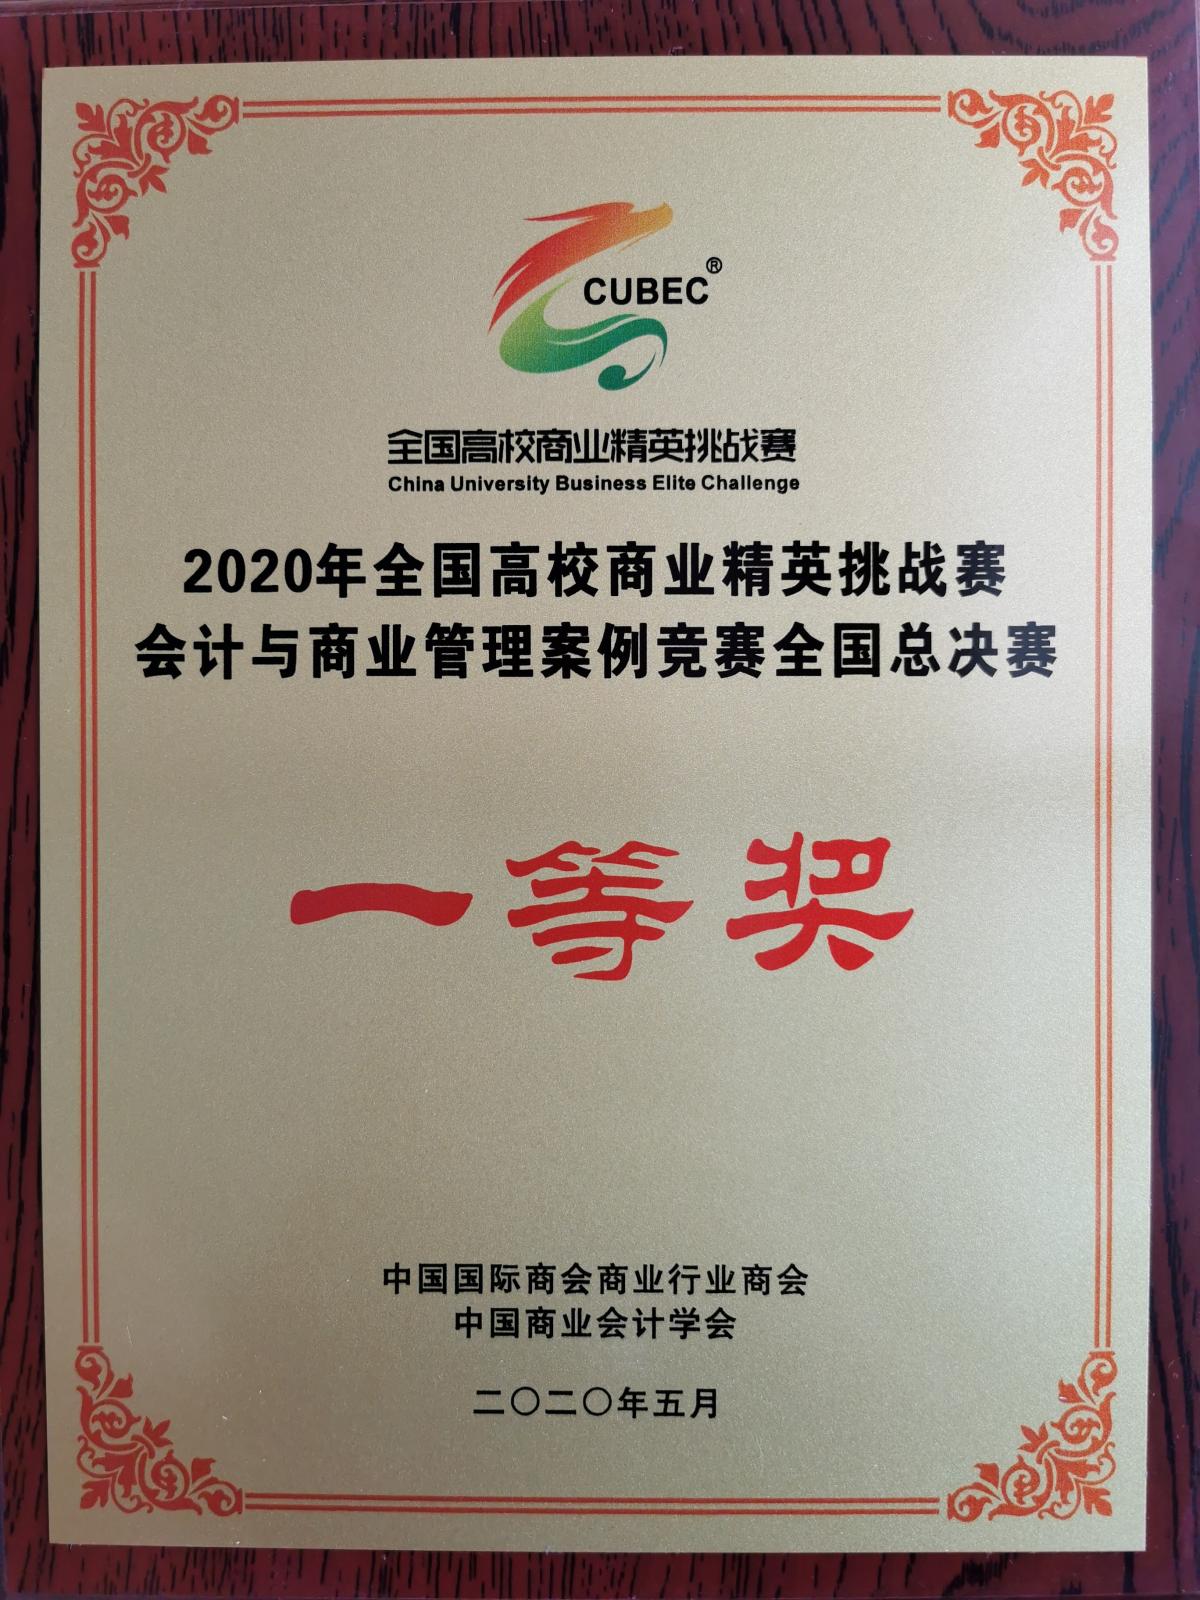 CUBEC®
全国高校商业精英挑战赛
China University Business Elite Challenge
2020年全国高校商业精英挑战赛
会计与商业管理案例竞赛全国总决赛
一等奖
中国国际商会商业行业商会
中国商业会计学会
二〇二〇年五月